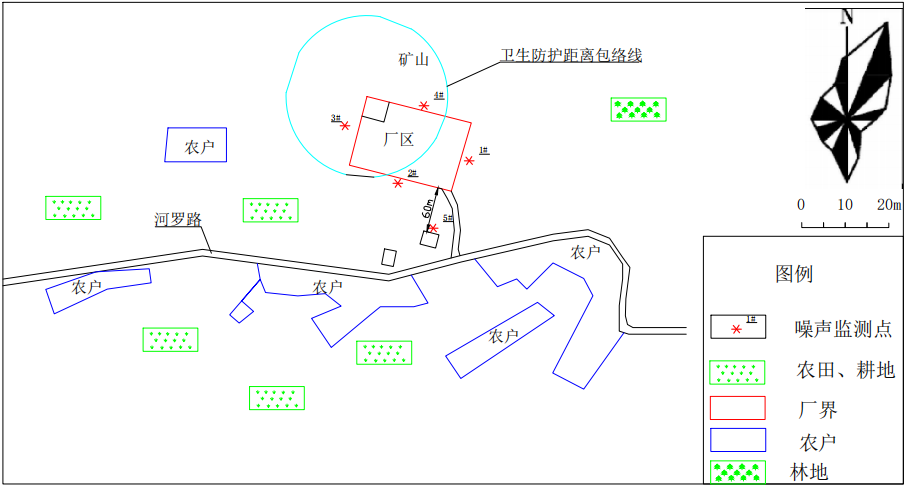 N
卫生防护距离包络线
矿山
4#
3#
厂区
1#
农户
2#
60m
5#
0 10 20m
河罗路
农户
农户
农户
农户
图例
1#
噪声监测点
农田、耕地
厂界
农户
林地